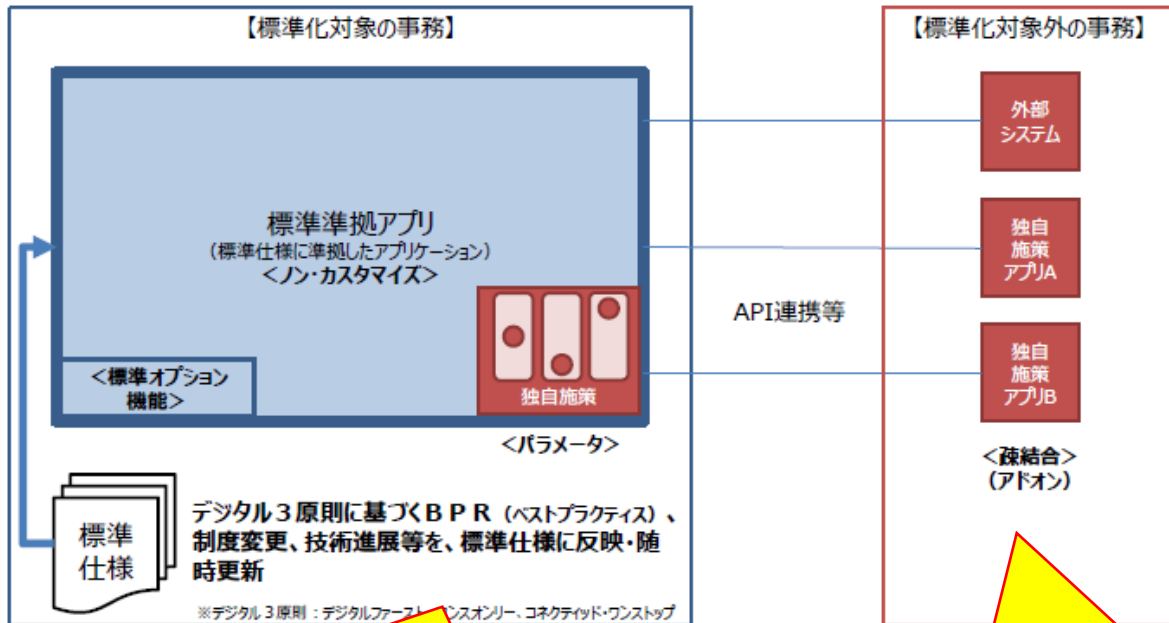 【標準化対象の事務】
標準準拠アプリ
(標準仕様に準拠したアプリケーション)
<ノン・カスタマイズ>
<標準オプション
機能>
独自施策
<パラメータ>
標準
仕様
デジタル3原則に基づくBPR(ベストプラクティス)、
制度変更、技術進展等を、標準仕様に反映・随
時更新
※デジタル3原則:デジタルファースト、ンスオンリー、コネクティッド・ワンストップ
API連携等
【標準化対象外の事務】
外部
システム
独自
施策
アプリA
独自
施策
アプリB
<疎結合>
(アドオン)